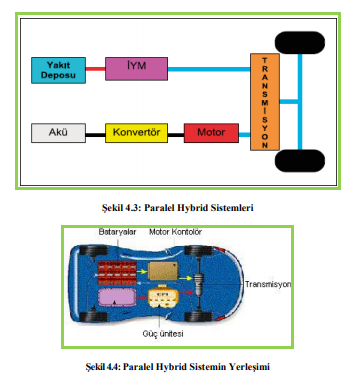 Yakıt
Deposu
İYM
TRANSMİSYON
Akü
Konvertör
Motor
Şekil 4.3: Paralel Hybrid Sistemleri
Bataryalar
Motor Kontolör
Transmisyon
Güç ünitesi
Şekil 4.4: Paralel Hybrid Sistemin Yerleşimi